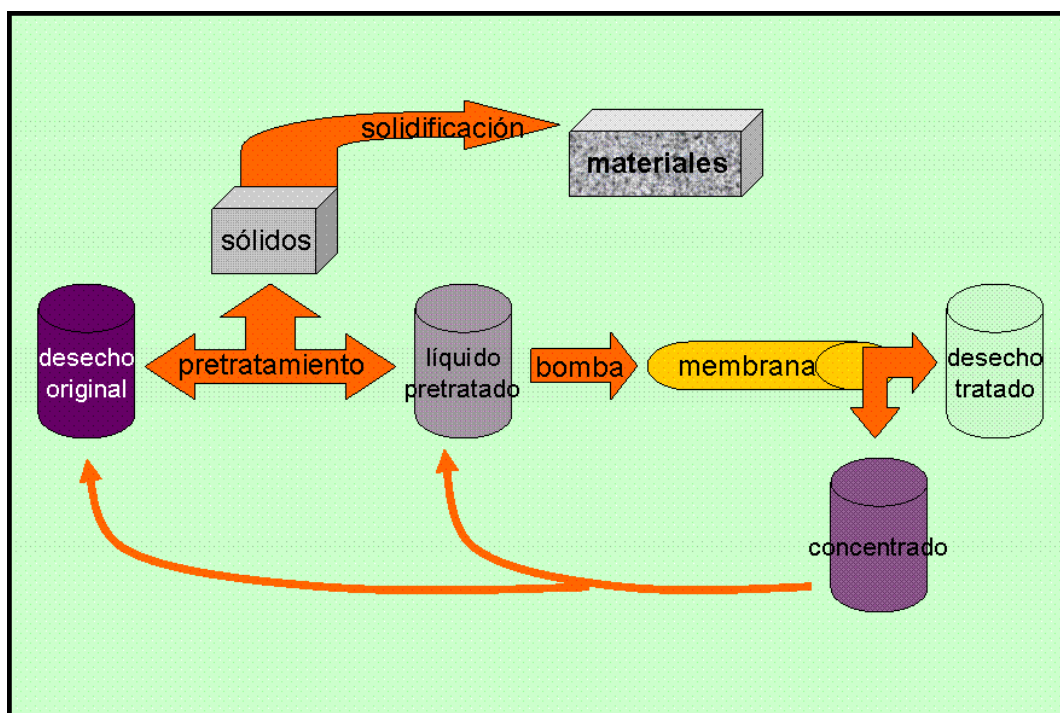 solidificación
materiales
sólidos
desecho
original
pretratamiento
líquido
pretratado
bomba
membrana
desecho
tratado
concentrado